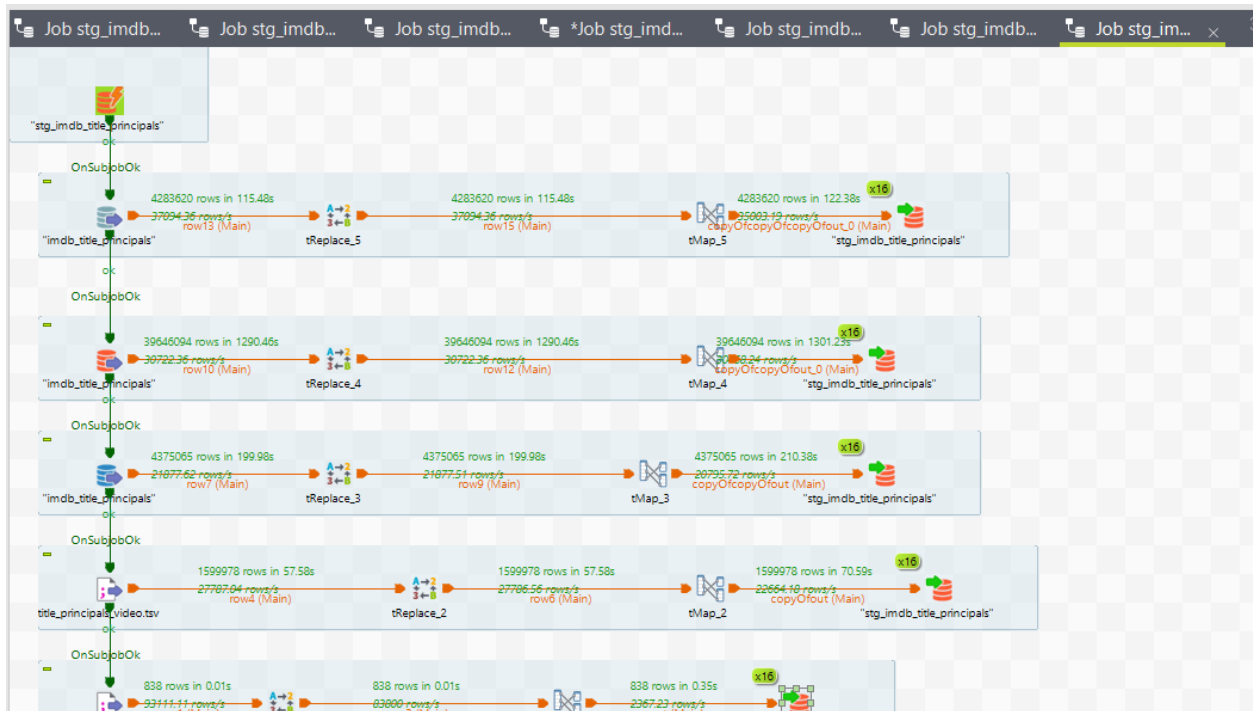 Job stg_imdb... Job stg_imdb... Job stg_imdb... *Job stg_imd... Job stg_imdb... Job stg_imdb... Job stg_im...
"stg_imdb_title_principals"
ok
OnSubjobOk
x16
4283620 rows in 115.48s 4283620 rows in 115.48s 4283620 rows in 122.38s
37094.36 rows/s 37094.36 rows/s 35003.19 rows/s
row13 (Main) row15 (Main) copyOfcopyOfcopyOfout_0 (Main)
"imdb_title_principals" tReplace_5 tMap_5 "stg_imdb_title_principals"
ok
OnSubjobOk
x16
39646094 rows in 1290.46s 39646094 rows in 1290.46s 39646094 rows in 1301.23s
30722.36 rows/s 30722.36 rows/s
row10 (Main) row12 (Main) copyOfcopyOfout_0 (Main)
"imdb_title_principals" tReplace_4 tMap_4 "stg_imdb_title_principals"
ok
OnSubjobOk
x16
4375065 rows in 199.98s 4375065 rows in 199.98s 4375065 rows in 210.38s
21877.62 rows/s 21877.51 rows/s 20795.72 rows/s
row7 (Main) row9 (Main) copyOfcopyOfout (Main)
"imdb_title_principals" tReplace_3 tMap_3 "stg_imdb_title_principals"
ok
OnSubjobOk
x16
1599978 rows in 57.58s 1599978 rows in 57.58s 1599978 rows in 70.59s
27787.04 rows/s 27786.56 rows/s 22664.18 rows/s
row4 (Main) row6 (Main) copyOfout (Main)
title_principals_video.tsv tReplace_2 tMap_2 "stg_imdb_title_principals"
ok
OnSubjobOk
x16
838 rows in 0.01s 838 rows in 0.01s 838 rows in 0.35s
93111.11 rows/s 83800 rows/s 2367.23 rows/s